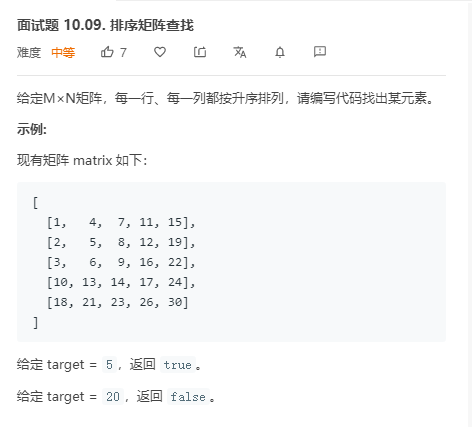 面试题 10.09. 排序矩阵查找
难度 中等 7
给定M×N矩阵，每一行、每一列都按升序排列，请编写代码找出某元素。
示例:
现有矩阵 matrix 如下：
[
[1, 4, 7, 11, 15],
[2, 5, 8, 12, 19],
[3, 6, 9, 16, 22],
[10, 13, 14, 17, 24],
[18, 21, 23, 26, 30]
]
给定 target = 5，返回 true。
给定 target = 20，返回 false。